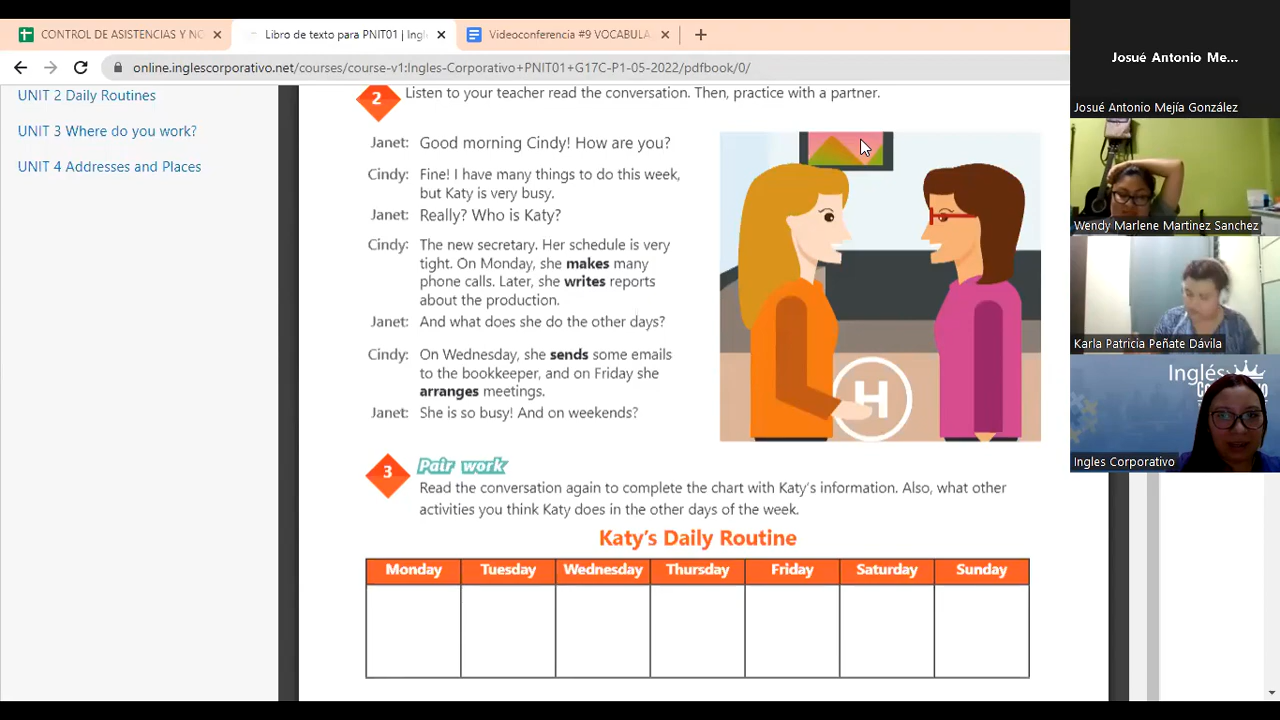 CONTROL DE ASISTENCIAS Y NO
Libro de texto para PNIT01 | Ingl
Videoconferencia #9 VOCABULA
online.inglescorporativo.net/courses/course-v1:Ingles-Corporativo+PNIT01+G17C-P1-05-2022/pdfbook/0/
UNIT 2 Daily Routines
UNIT 3 Where do you work?
UNIT 4 Addresses and Places
2 Listen to your teacher read the conversation. Then, practice with a partner.
Janet: Good morning Cindy! How are you?
Cindy: Fine! I have many things to do this week,
but Katy is very busy.
Janet: Really? Who is Katy?
Cindy: The new secretary. Her schedule is very
tight. On Monday, she makes many
phone calls. Later, she writes reports
about the production.
Janet: And what does she do the other days?
Cindy: On Wednesday, she sends some emails
to the bookkeeper, and on Friday she
arranges meetings.
Janet: She is so busy! And on weekends?
H
3 Pair work
Read the conversation again to complete the chart with Katy's information. Also, what other
activities you think Katy does in the other days of the week.
Katy's Daily Routine
Monday Tuesday Wednesday Thursday Friday Saturday Sunday
Josué Antonio Me...
Josué Antonio Mejía González
Wendy Marlene Martinez Sanchez
Karla Patricia Peñate Dávila
Inglés
Ingles Corporativo